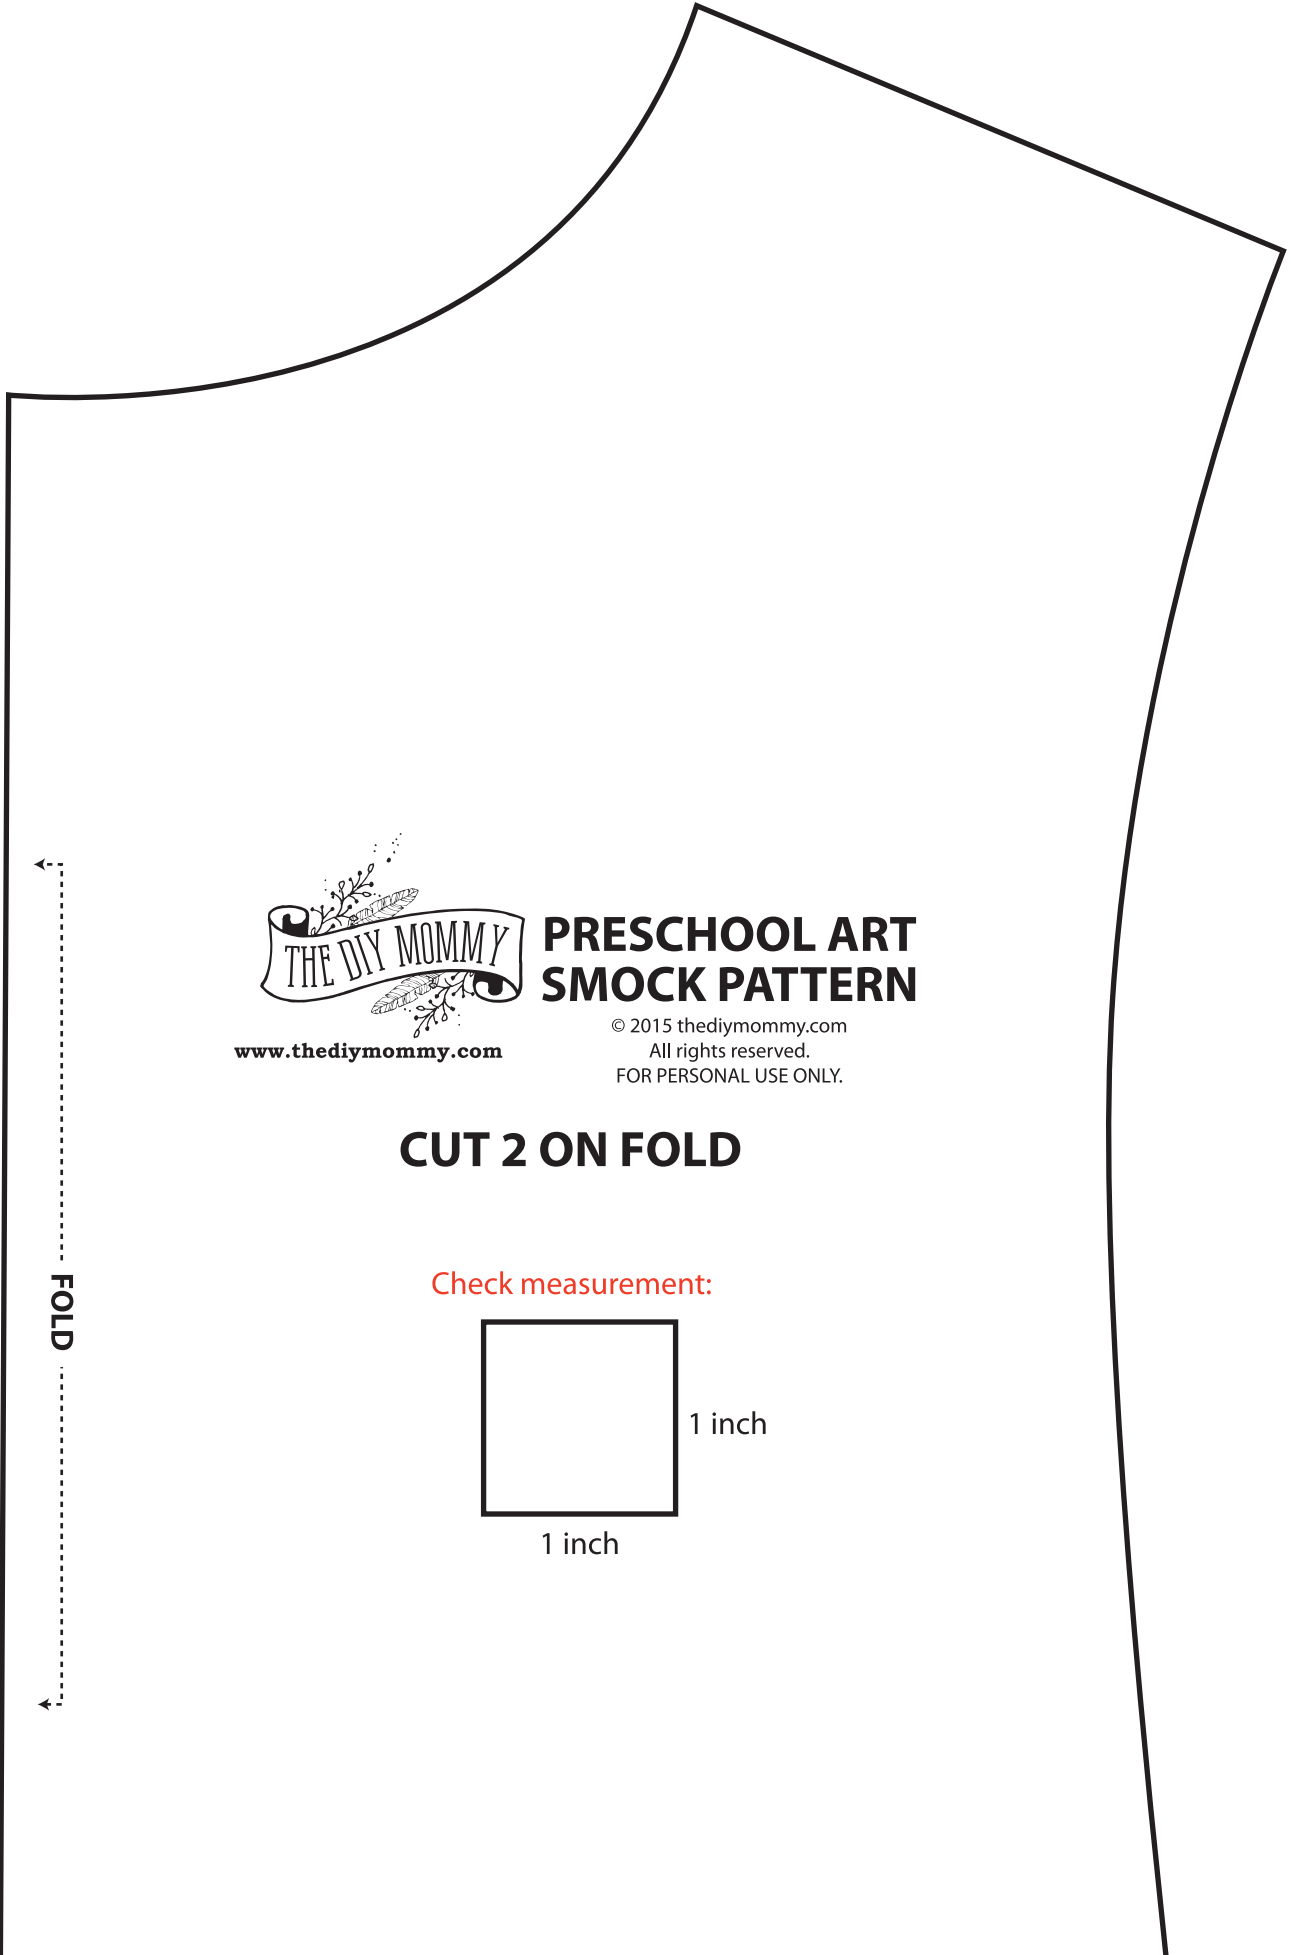 THE DIY MOMMY
www.thediymommy.com
PRESCHOOL ART
SMOCK PATTERN
© 2015 thediymommy.com
All rights reserved.
FOR PERSONAL USE ONLY.
CUT 2 ON FOLD
FOLD
Check measurement:
1 inch
1 inch